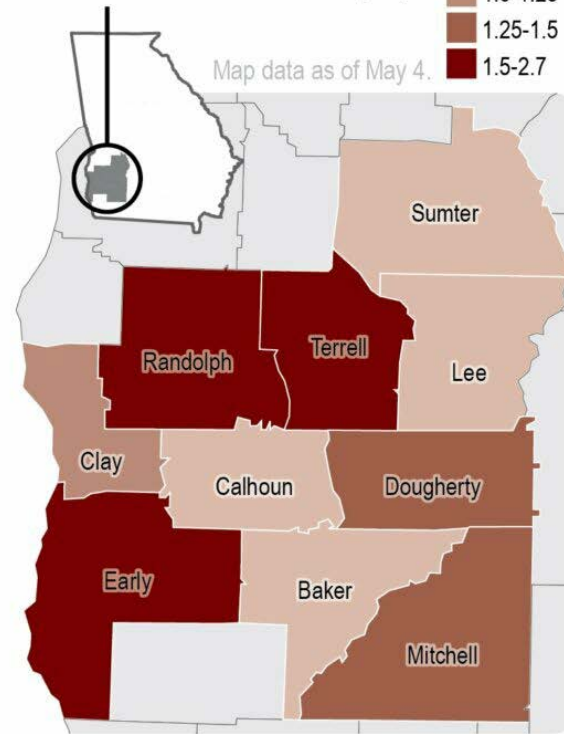 1.25-1.5
1.5-2.7
Map data as of May 4.
Sumter
Randolph
Terrell
Lee
Clay
Calhoun
Dougherty
Early
Baker
Mitchell